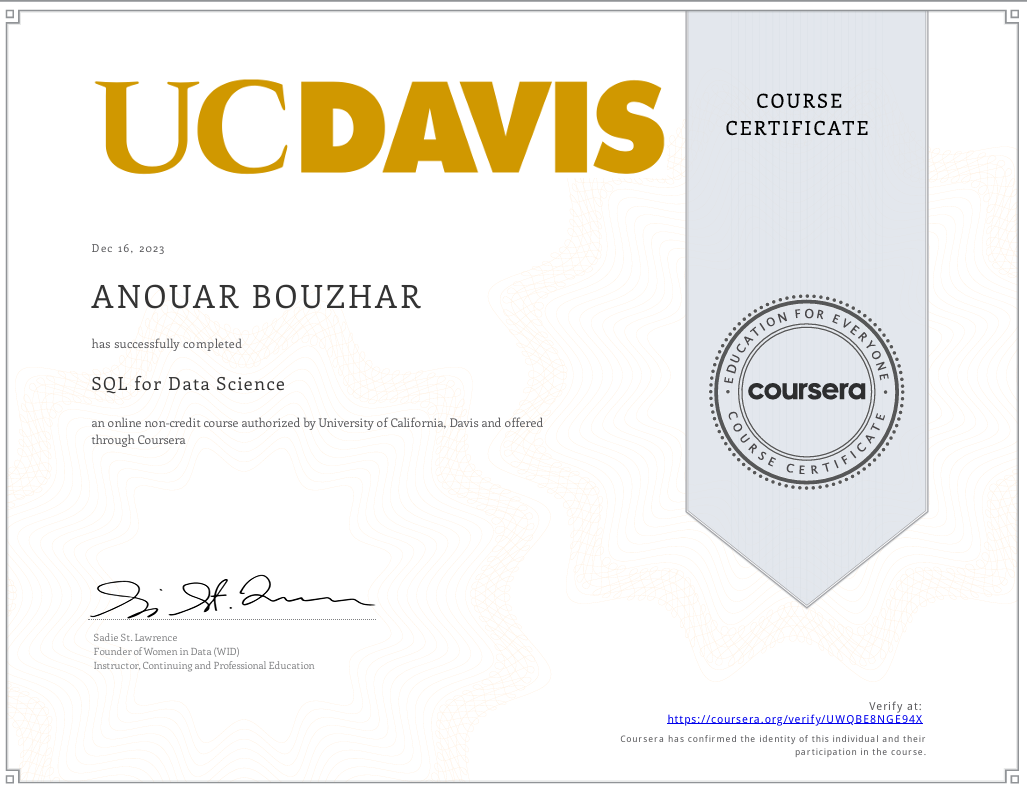 UCDAVIS
COURSE
CERTIFICATE
Dec 16, 2023
ANOUAR BOUZHAR
has successfully completed
SQL for Data Science
an online non-credit course authorized by University of California, Davis and offered
through Coursera
EDUCATION FOR EVERYONE
coursera
COURSE CERTIFICATE
Sadie St. Lawrence
Founder of Women in Data (WID)
Instructor, Continuing and Professional Education
Verify at:
https://coursera.org/verify/UWQBE8NGE94X
Coursera has confirmed the identity of this individual and their
participation in the course.